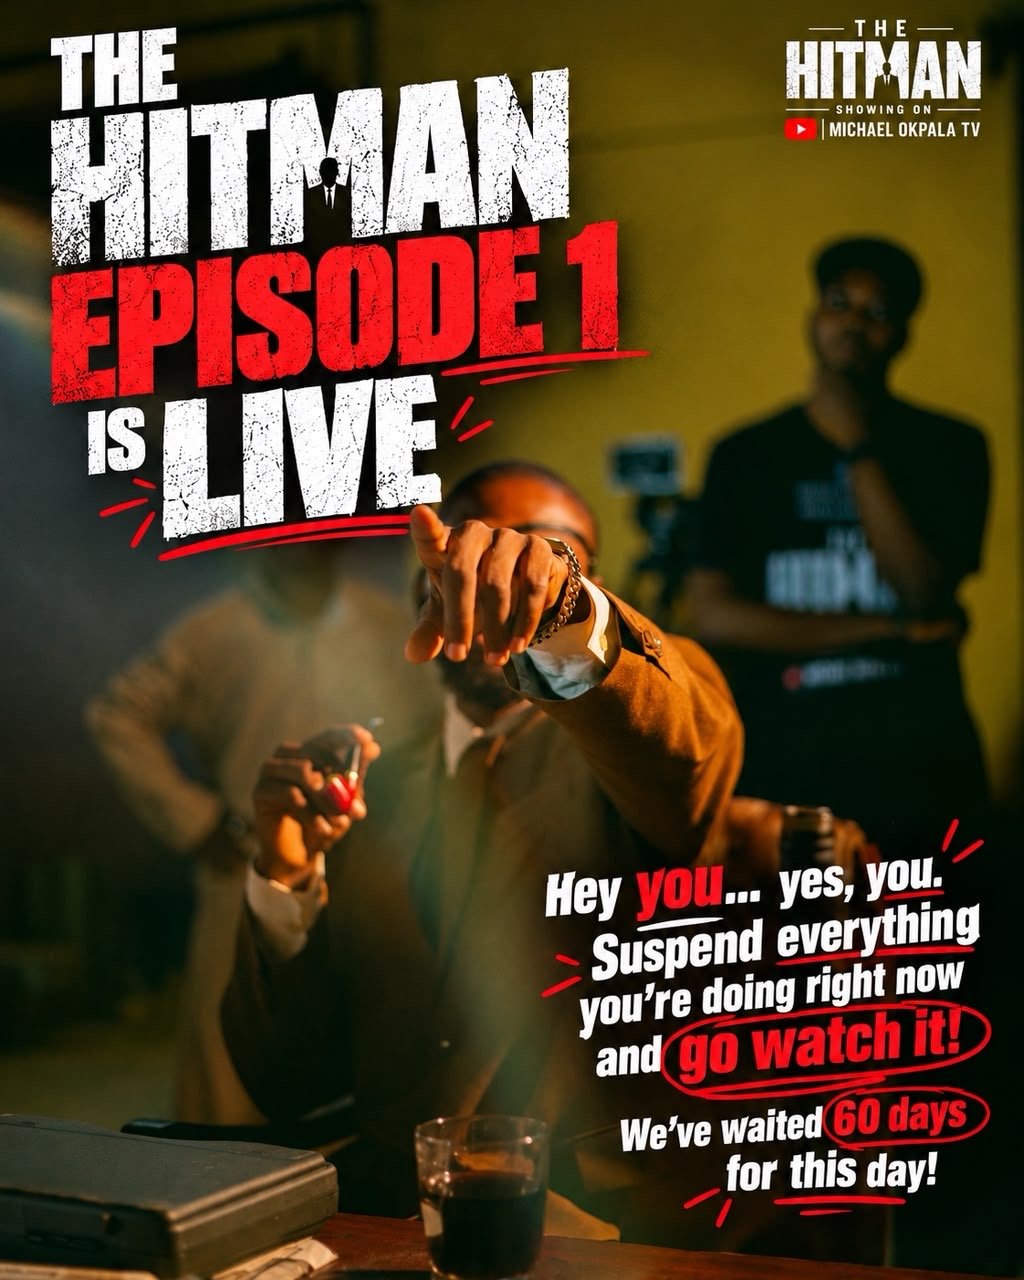 THE
HITMAN
EPISODE 1
IS LIVE
THE
HITMAN
SHOWING ON
MICHAEL OKPALA TV
Hey you... yes, you.
Suspend everything
you're doing right now
and go watch it!
We've waited 60 days
for this day!